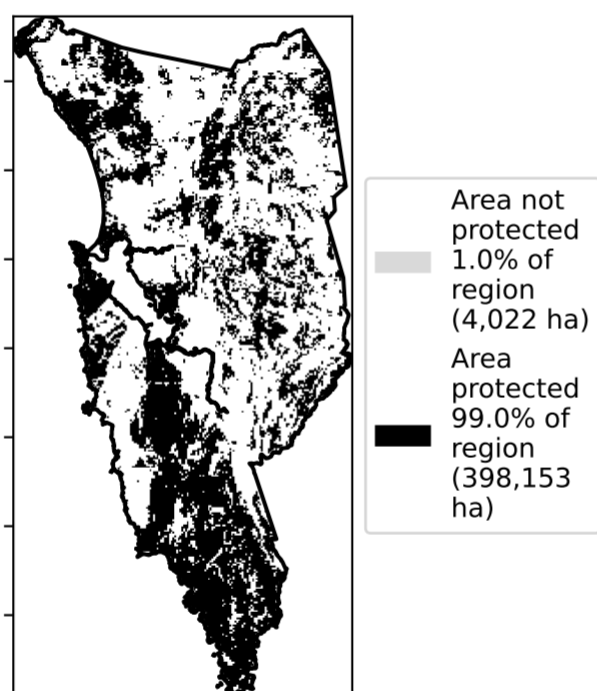 Area not
protected
1.0% of
region
(4,022 ha)
Area
protected
99.0% of
region
(398,153
ha)